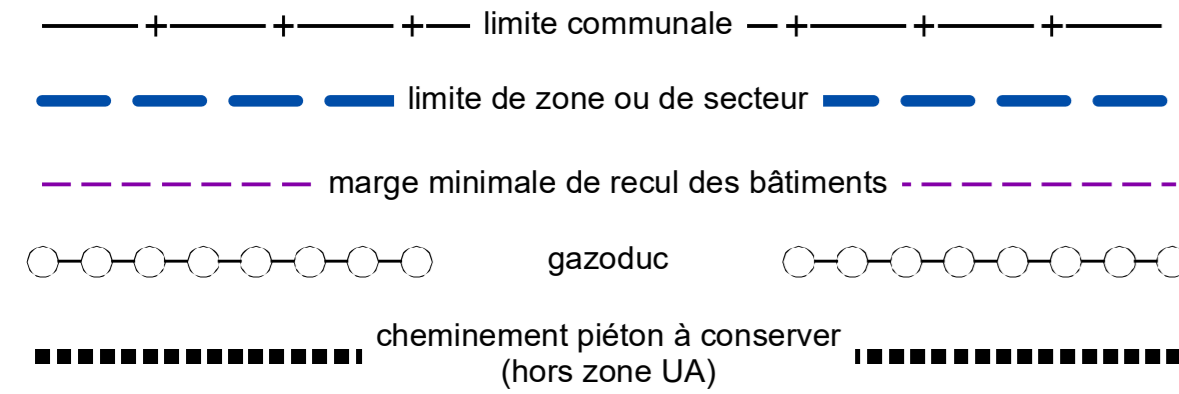 limite communale
limite de zone ou de secteur
marge minimale de recul des bâtiments
gazoduc
cheminement piéton à conserver
(hors zone UA)